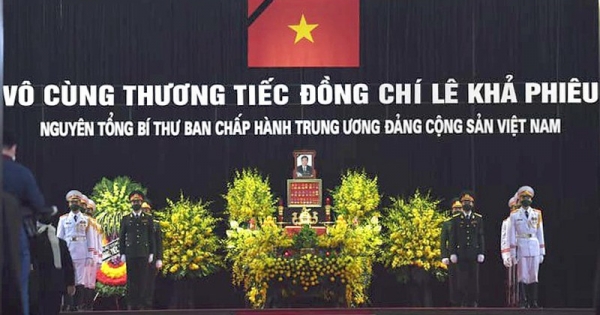 VÔ CÙNG THƯƠNG TIẾC ĐỒNG CHÍ LÊ KHẢ PHIÊU
NGUYÊN TỔNG BÍ THƯ BAN CHẤP HÀNH TRUNG ƯƠNG ĐẢNG CỘNG SẢN VIỆT NAM